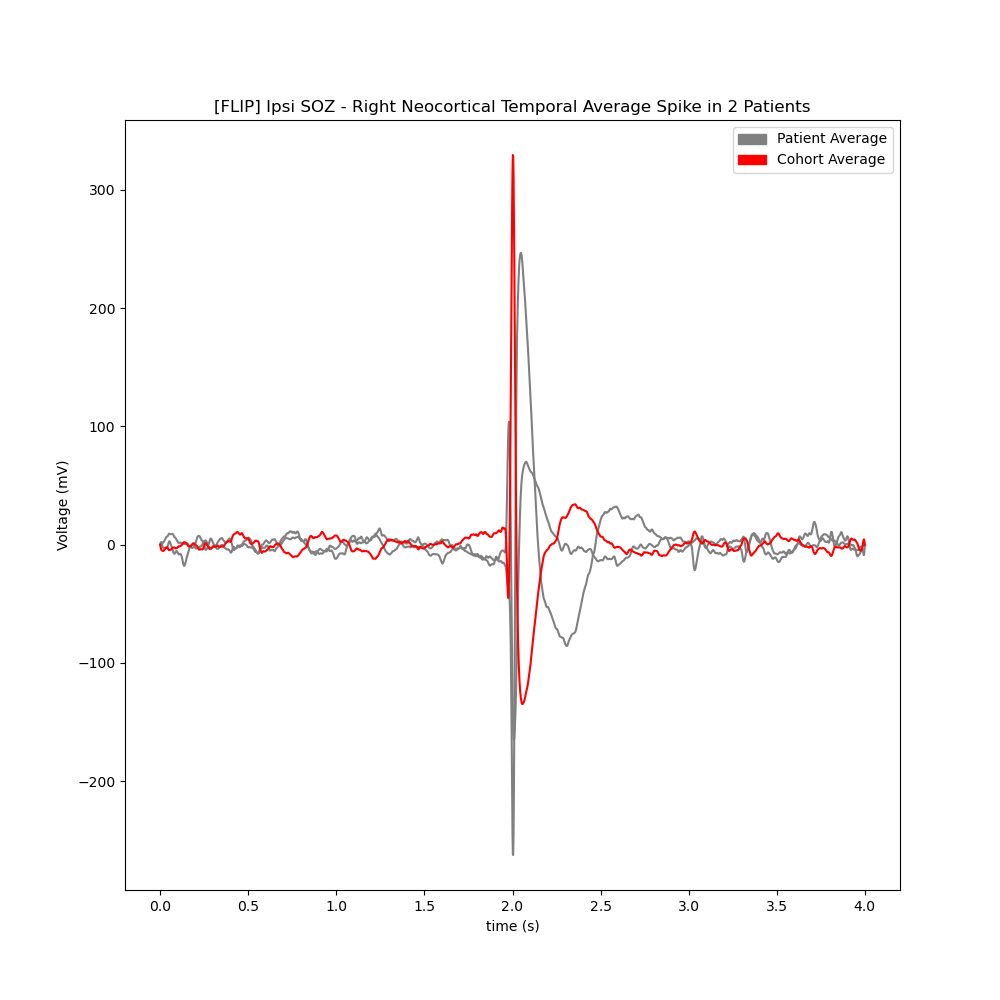 [FLIP] Ipsi SOZ - Right Neocortical Temporal Average Spike in 2 Patients
Patient Average
Cohort Average
300
200
100
0
−100
−200
Voltage (mV)
0.0 0.5 1.0 1.5 2.0 2.5 3.0 3.5 4.0
time (s)